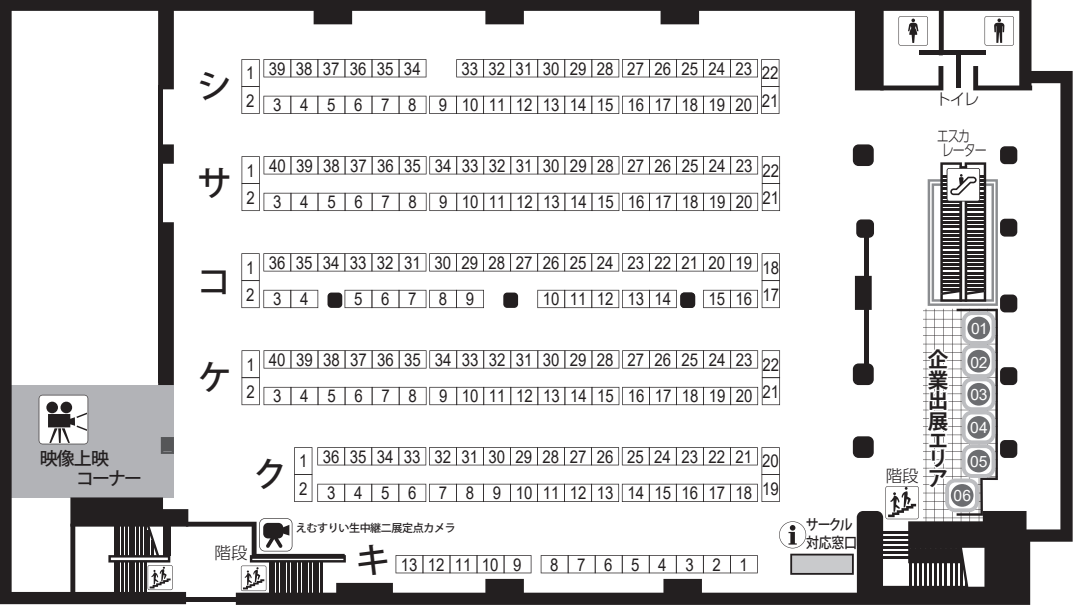 トイレ
エスカ
レーター
シ
1 39 38 37 36 35 34 33 32 31 30 29 28 27 26 25 24 23 22
2 3 4 5 6 7 8 9 10 11 12 13 14 15 16 17 18 19 20 21
サ
1 40 39 38 37 36 35 34 33 32 31 30 29 28 27 26 25 24 23 22
2 3 4 5 6 7 8 9 10 11 12 13 14 15 16 17 18 19 20 21
コ
1 36 35 34 33 32 31 30 29 28 27 26 25 24 23 22 21 20 19 18
2 3 4 5 6 7 8 9 10 11 12 13 14 15 16 17
ケ
1 40 39 38 37 36 35 34 33 32 31 30 29 28 27 26 25 24 23 22
2 3 4 5 6 7 8 9 10 11 12 13 14 15 16 17 18 19 20 21
ク
1 36 35 34 33 32 31 30 29 28 27 26 25 24 23 22 21 20
2 3 4 5 6 7 8 9 10 11 12 13 14 15 16 17 18 19
キ
13 12 11 10 9 8 7 6 5 4 3 2 1
映像上映
コーナー
えむすりぃ生中継二展定点カメラ
階段
サークル
対応窓口
階段
企業出展エリア
01
02
03
04
05
06